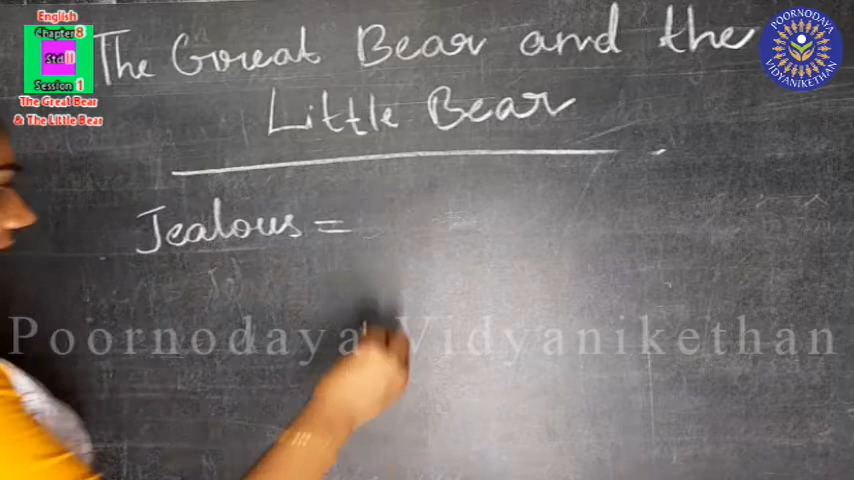 English
Chapter 8
Std III
Session 1
The Great Bear
& The Little Bear
The Great Bear and the
Little Bear
POORNODAYA
VIDYANIKETHAN
Jealous =
Poornodaya Vidyanikethan